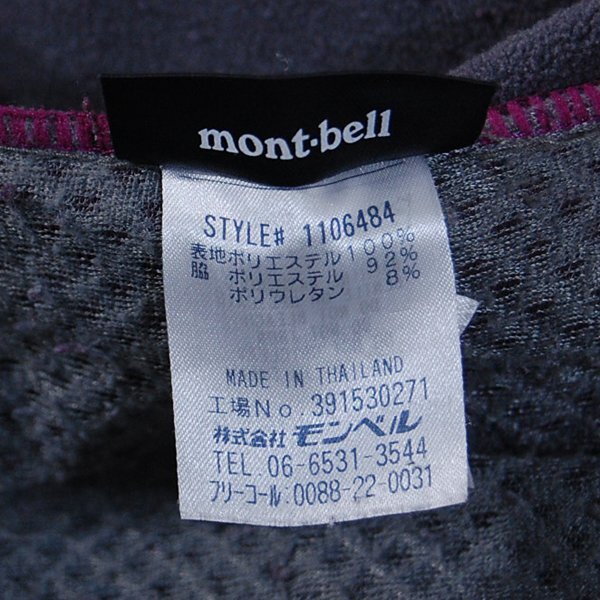 mont·bell
STYLE# 1106484
表地ポリエステル100%
脇 ポリエステル 92%
ポリウレタン 8%
MADE IN THAILAND
工場No.391530271
株式会社モンベル
TEL.06-6531-3544
フリーコール:0088-22-0031